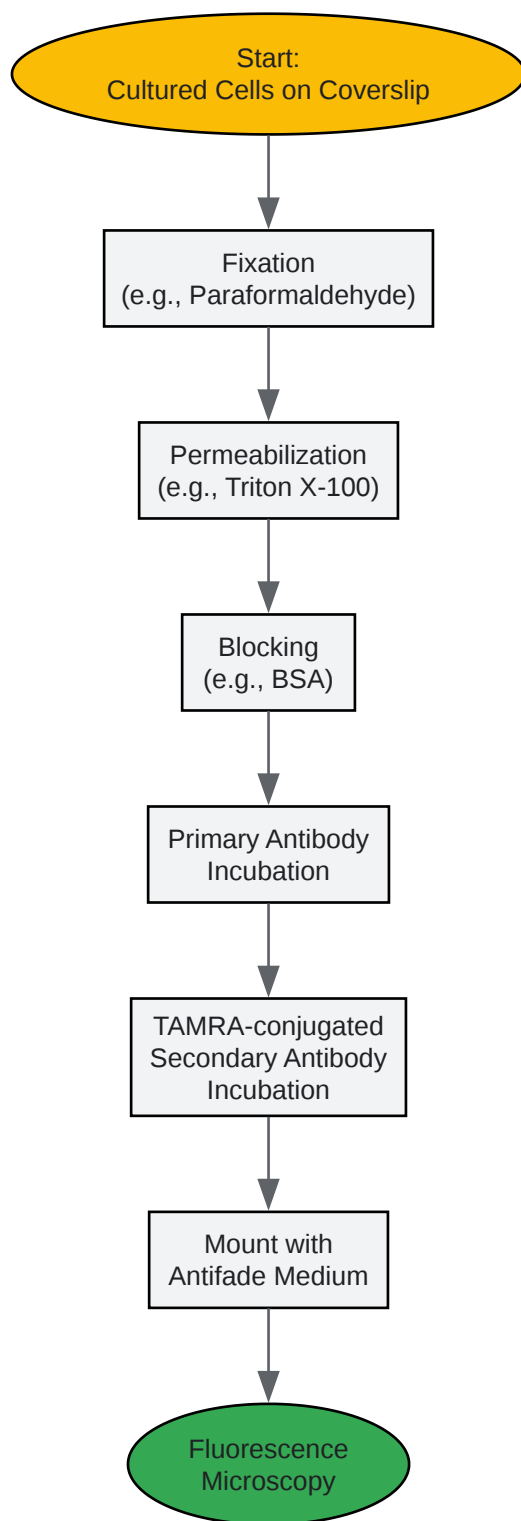 Start:
Cultured Cells on Coverslip
Fixation
(e.g., Paraformaldehyde)
Permeabilization
(e.g., Triton X-100)
Blocking
(e.g., BSA)
Primary Antibody
Incubation
TAMRA-conjugated
Secondary Antibody
Incubation
Mount with
Antifade Medium
Fluorescence
Microscopy